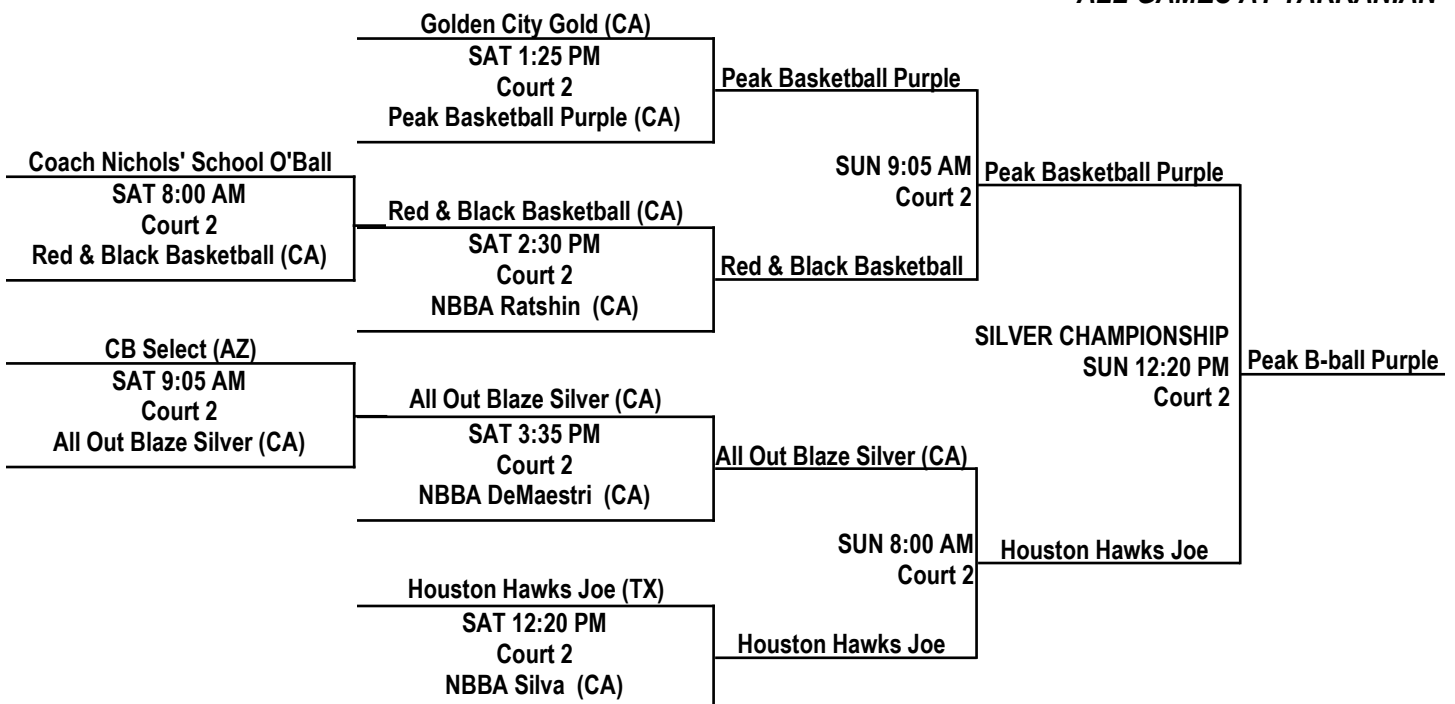 ALL GAMES AT TARKANIAN
Coach Nichols' School O'Ball
SAT 8:00 AM
Court 2
Red & Black Basketball (CA)
CB Select (AZ)
SAT 9:05 AM
Court 2
All Out Blaze Silver (CA)
Golden City Gold (CA)
SAT 1:25 PM
Court 2
Peak Basketball Purple (CA)
Red & Black Basketball (CA)
SAT 2:30 PM
Court 2
NBBA Ratshin (CA)
All Out Blaze Silver (CA)
SAT 3:35 PM
Court 2
NBBA DeMaestri (CA)
Houston Hawks Joe (TX)
SAT 12:20 PM
Court 2
NBBA Silva (CA)
Peak Basketball Purple
SUN 9:05 AM
Court 2
Red & Black Basketball
All Out Blaze Silver (CA)
SUN 8:00 AM
Court 2
Houston Hawks Joe
Peak Basketball Purple
SILVER CHAMPIONSHIP
SUN 12:20 PM
Court 2
Houston Hawks Joe
Peak B-ball Purple